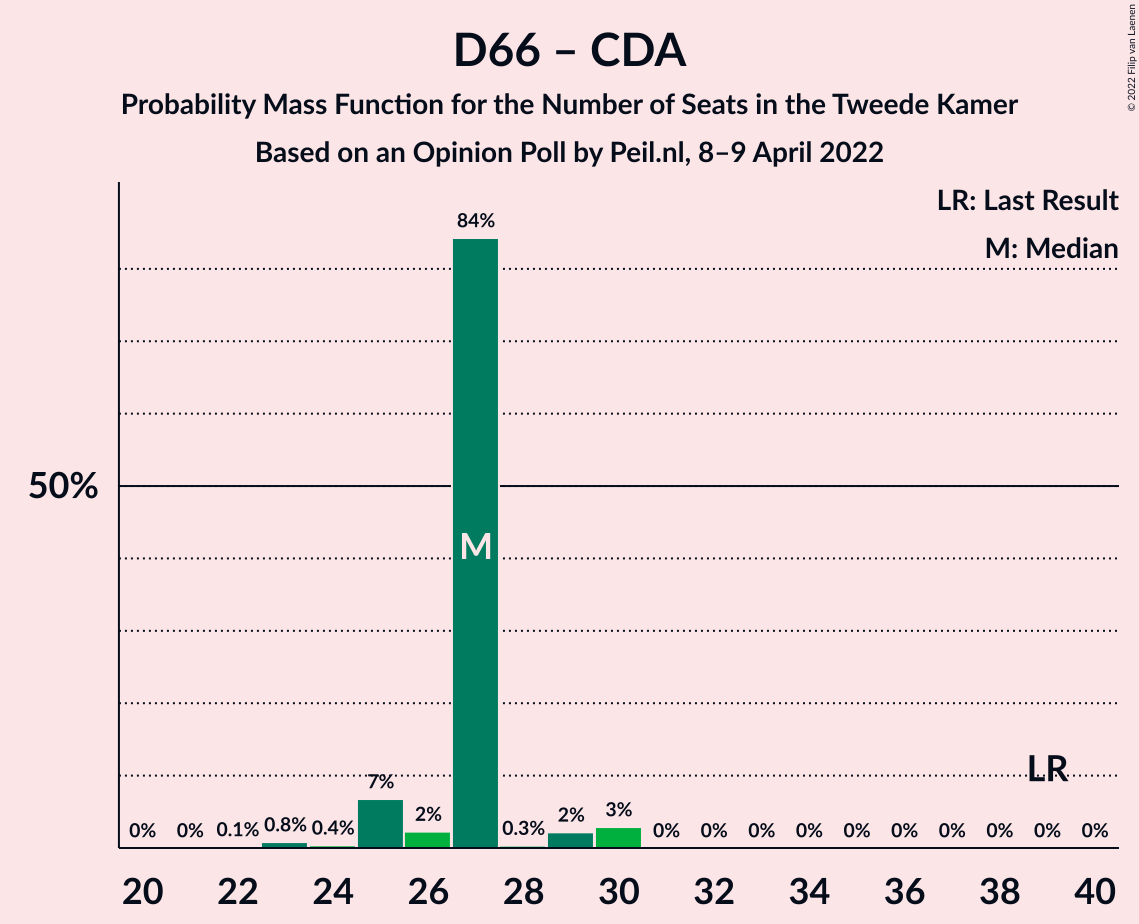 D66 – CDA
Probability Mass Function for the Number of Seats in the Tweede Kamer
Based on an Opinion Poll by Peil.nl, 8–9 April 2022
© 2022 Filip van Laenen
LR: Last Result
M: Median
84%
50%
M
LR
0% 0% 0.1% 0.8% 0.4% 7% 2% 0.3% 2% 3% 0% 0% 0% 0% 0% 0% 0% 0% 0% 0%
20 22 24 26 28 30 32 34 36 38 40